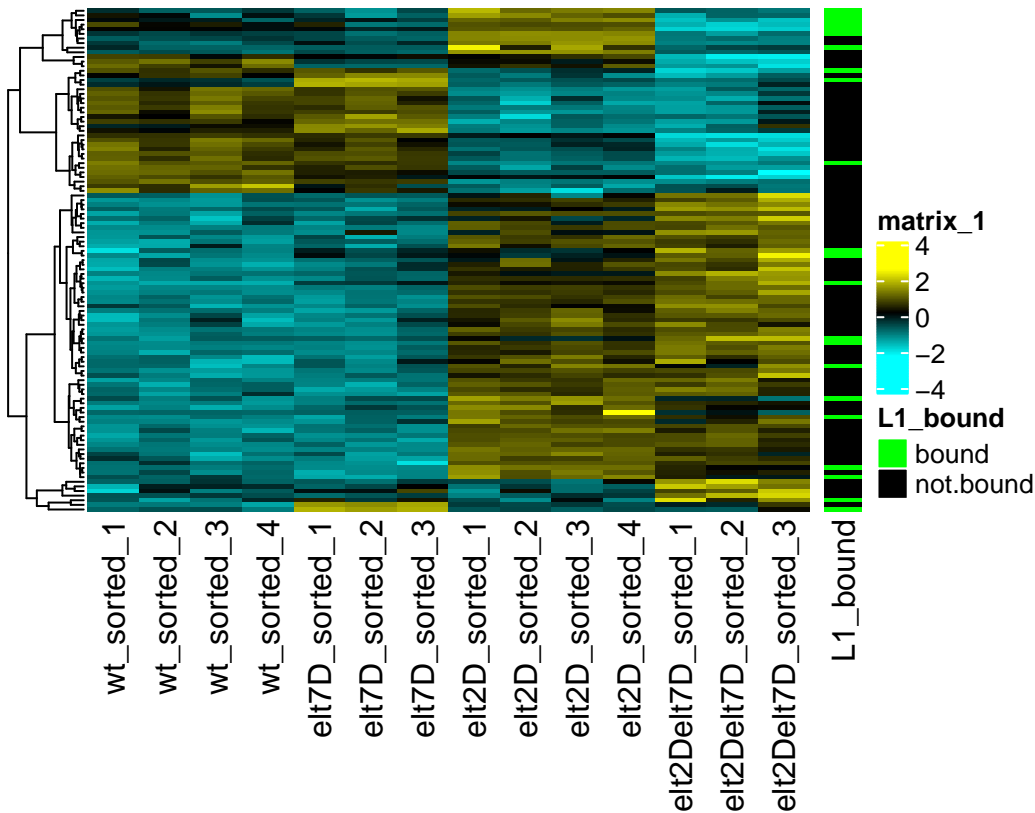 matrix_1
4
2
0
−2
−4
L1_bound
bound
not.bound
wt_sorted_1
wt_sorted_2
wt_sorted_3
wt_sorted_4
elt7D_sorted_1
elt7D_sorted_2
elt7D_sorted_3
elt2D_sorted_1
elt2D_sorted_2
elt2D_sorted_3
elt2D_sorted_4
elt2Delt7D_sorted_1
elt2Delt7D_sorted_2
elt2Delt7D_sorted_3
L1_bound